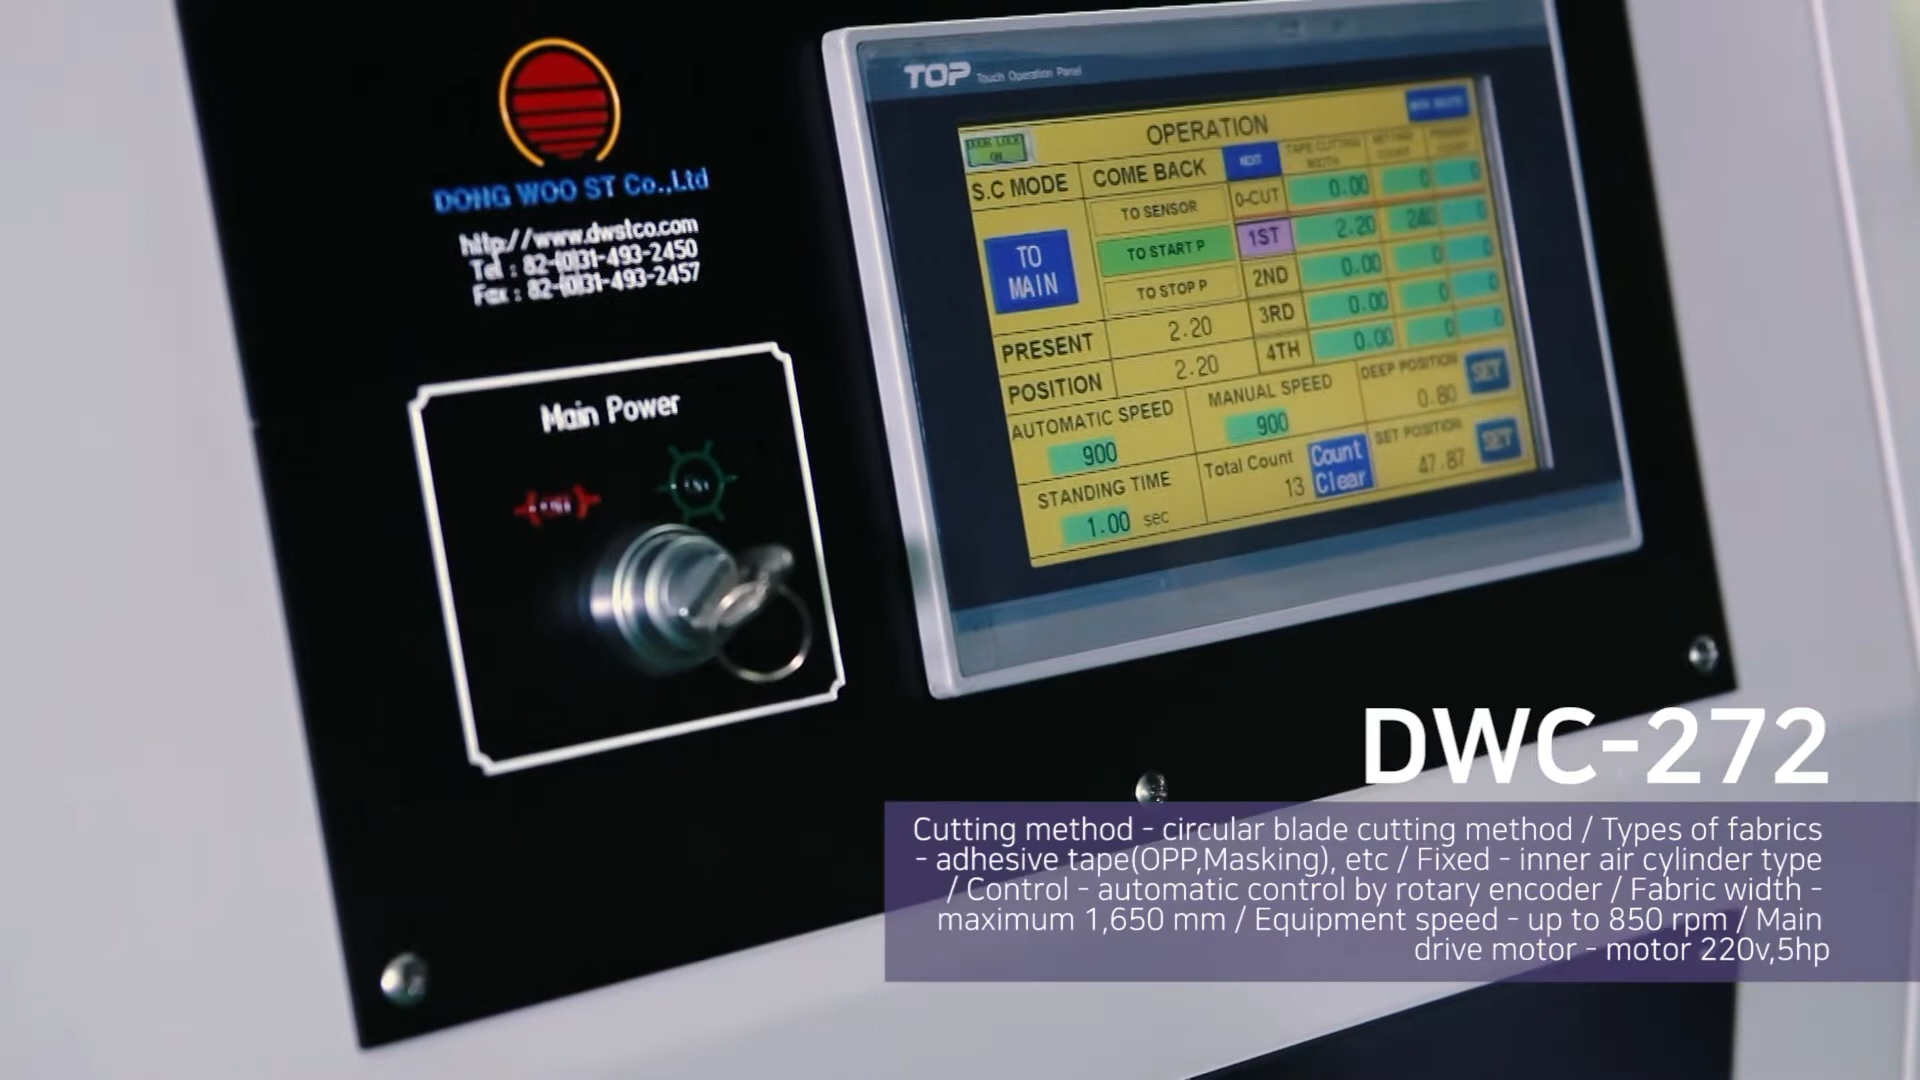 DONG WOO ST Co.,Ltd
http://www.dwstco.com
Tel : 82-(0)31-493-2450
Fax : 82-(0)31-493-2457
Main Power
TOP Touch Operation Panel
DOOR LOCK
ON
OPERATION
S.C MODE
COME BACK
NEXT
TAPE CUTTING
WIDTH
TO SENSOR
0-CUT
0.00
0
0
TO
MAIN
TO START P
1ST
2.20
240
0
TO STOP P
2ND
0.00
0
0
PRESENT
2.20
3RD
0.00
0
0
POSITION
2.20
4TH
0.00
0
0
AUTOMATIC SPEED
900
MANUAL SPEED
900
DEEP POSITION
0.80
SET
STANDING TIME
1.00 sec
Total Count
13
Count
Clear
SET POSITION
47.87
SET
DWC-272
Cutting method - circular blade cutting method / Types of fabrics
- adhesive tape(OPP,Masking), etc / Fixed - inner air cylinder type
/ Control - automatic control by rotary encoder / Fabric width -
maximum 1,650 mm / Equipment speed - up to 850 rpm / Main
drive motor - motor 220v,5hp